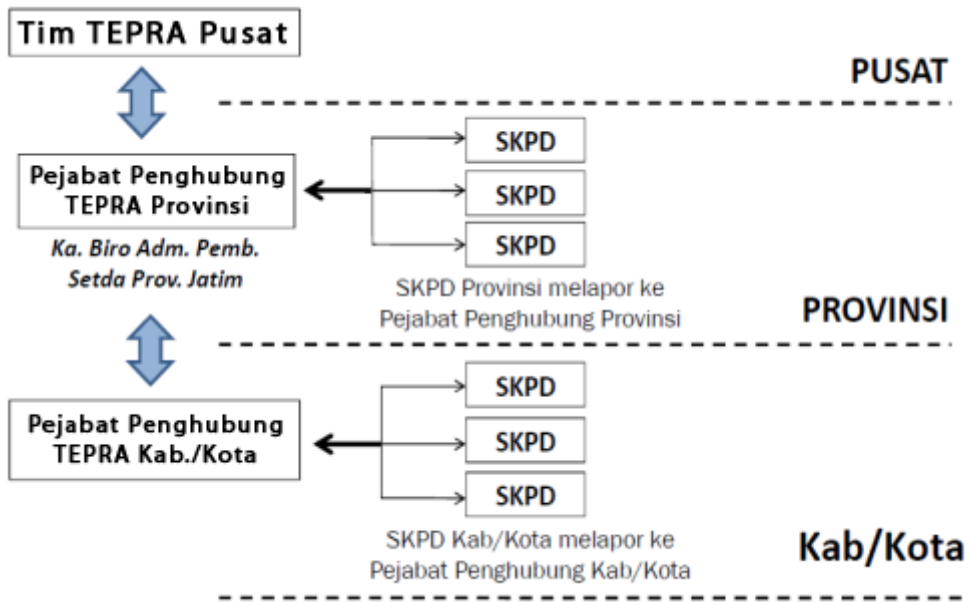 Tim TEPRA Pusat
PUSAT
SKPD
Pejabat Penghubung
TEPRA Provinsi
SKPD
SKPD
Ka. Biro Adm. Pemb.
Setda Prov. Jatim
SKPD Provinsi melapor ke
Pejabat Penghubung Provinsi
PROVINSI
SKPD
Pejabat Penghubung
TEPRA Kab./Kota
SKPD
SKPD
SKPD Kab/Kota melapor ke
Pejabat Penghubung Kab/Kota
Kab/Kota